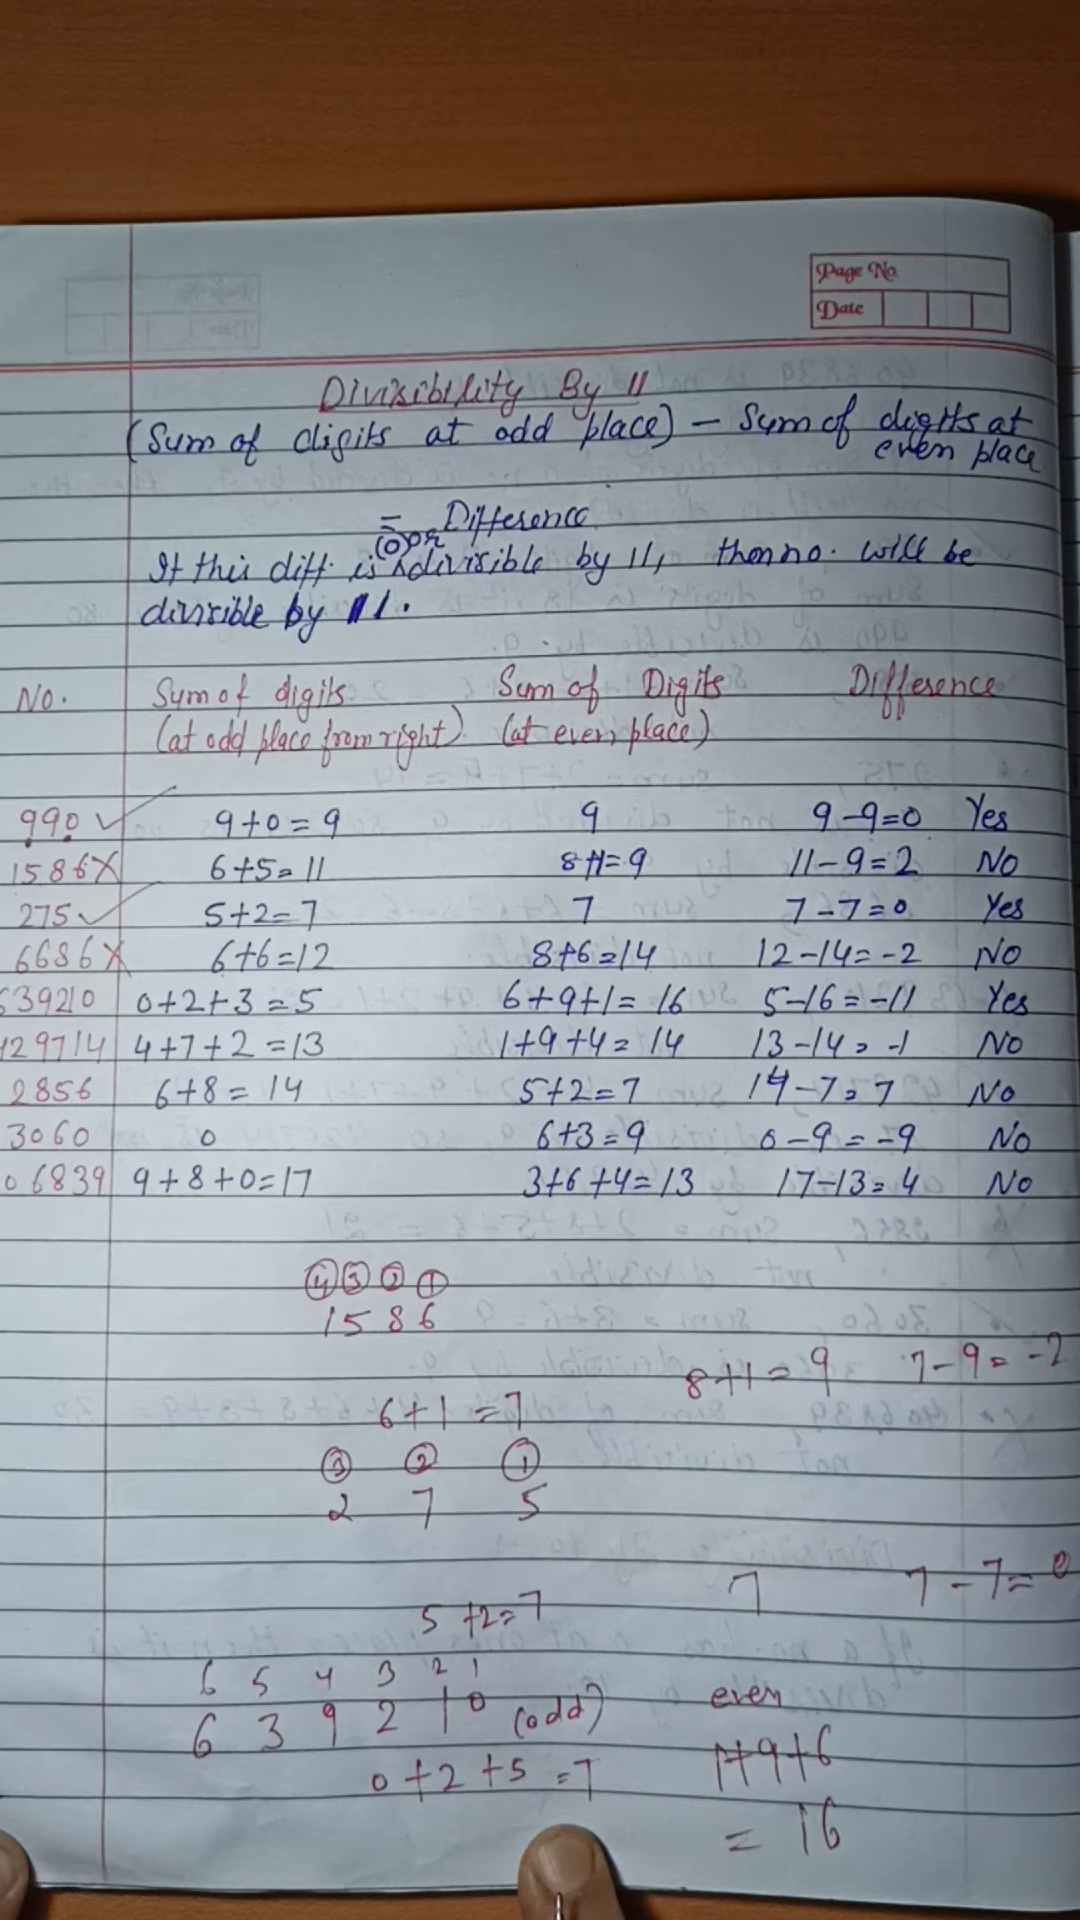 Page No.
Date
Divisibility By 11
(Sum of digits at odd place) - Sum of digits at
even place
= Difference
(0) or
If this diff. is divisible by 11, then no. will be
divisible by 11.
No. Sum of digits Sum of Digits Difference
(at odd place from right) (at even place)
990 ✓ 9+0=9 9 9-9=0 Yes
1586 X 6+5=11 8+1=9 11-9=2 NO
275 ✓ 5+2=7 7 7-7=0 Yes
6686 X 6+6=12 8+6=14 12-14=-2 NO
639210 0+2+3=5 6+9+1=16 5-16=-11 Yes
429714 4+7+2=13 1+9+4=14 13-14=-1 NO
2856 6+8=14 5+2=7 14-7=7 NO
3060 0 6+3=9 0-9=-9 NO
06839 9+8+0=17 3+6+4=13 17-13=4 NO
④ ③ ② ①
1586
8+1=9 7-9=-2
6+1=7
③ ② ①
2 7 5
7 7-7=0
5+2=7
6 5 4 3 2 1
6 3 9 2 1 0 (odd) even
0+2+5=7 1+9+6
= 16